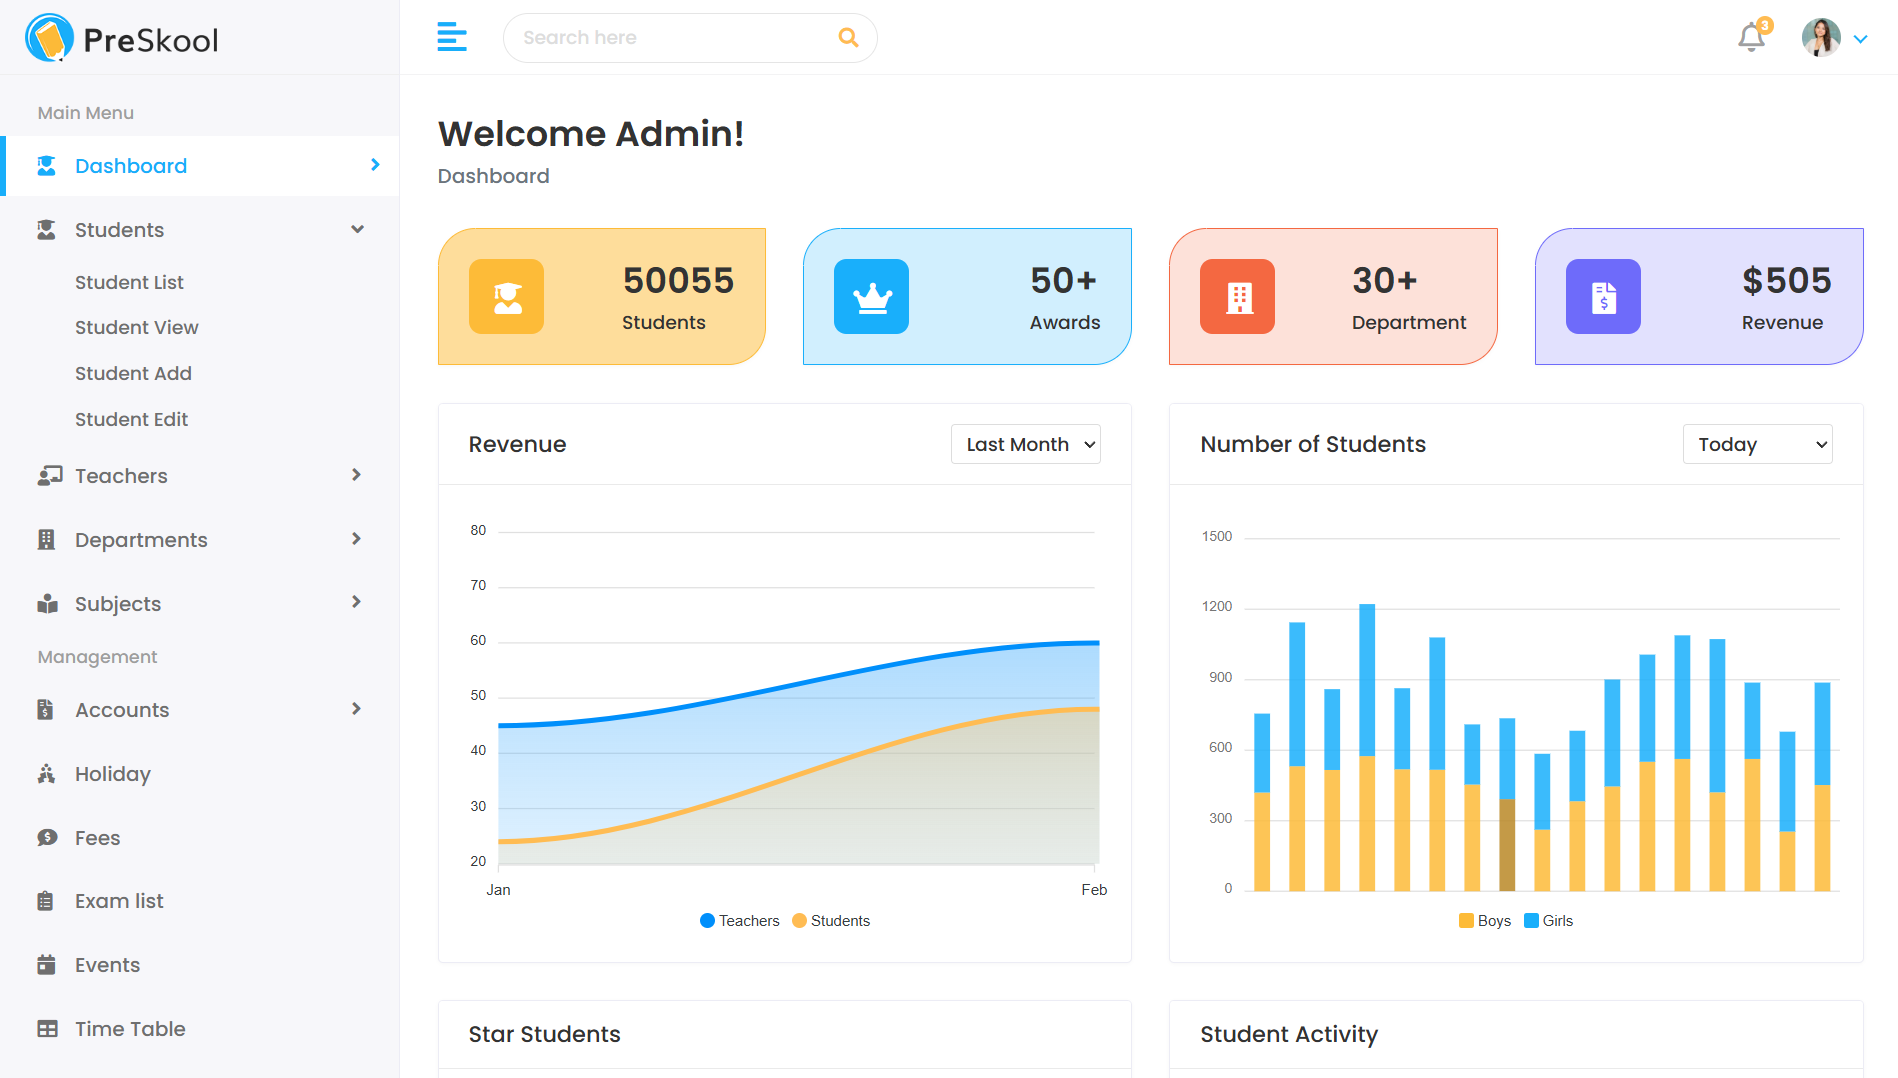 PreSkool
Search here
3
Main Menu
Dashboard
Students
Student List
Student View
Student Add
Student Edit
Teachers
Departments
Subjects
Management
Accounts
Holiday
Fees
Exam list
Events
Time Table
Welcome Admin!
Dashboard
50055
Students
50+
Awards
30+
Department
$505
Revenue
Revenue
Last Month
80
70
60
50
40
30
20
Jan Feb
Teachers Students
Number of Students
Today
1500
1200
900
600
300
0
Boys Girls
Star Students
Student Activity